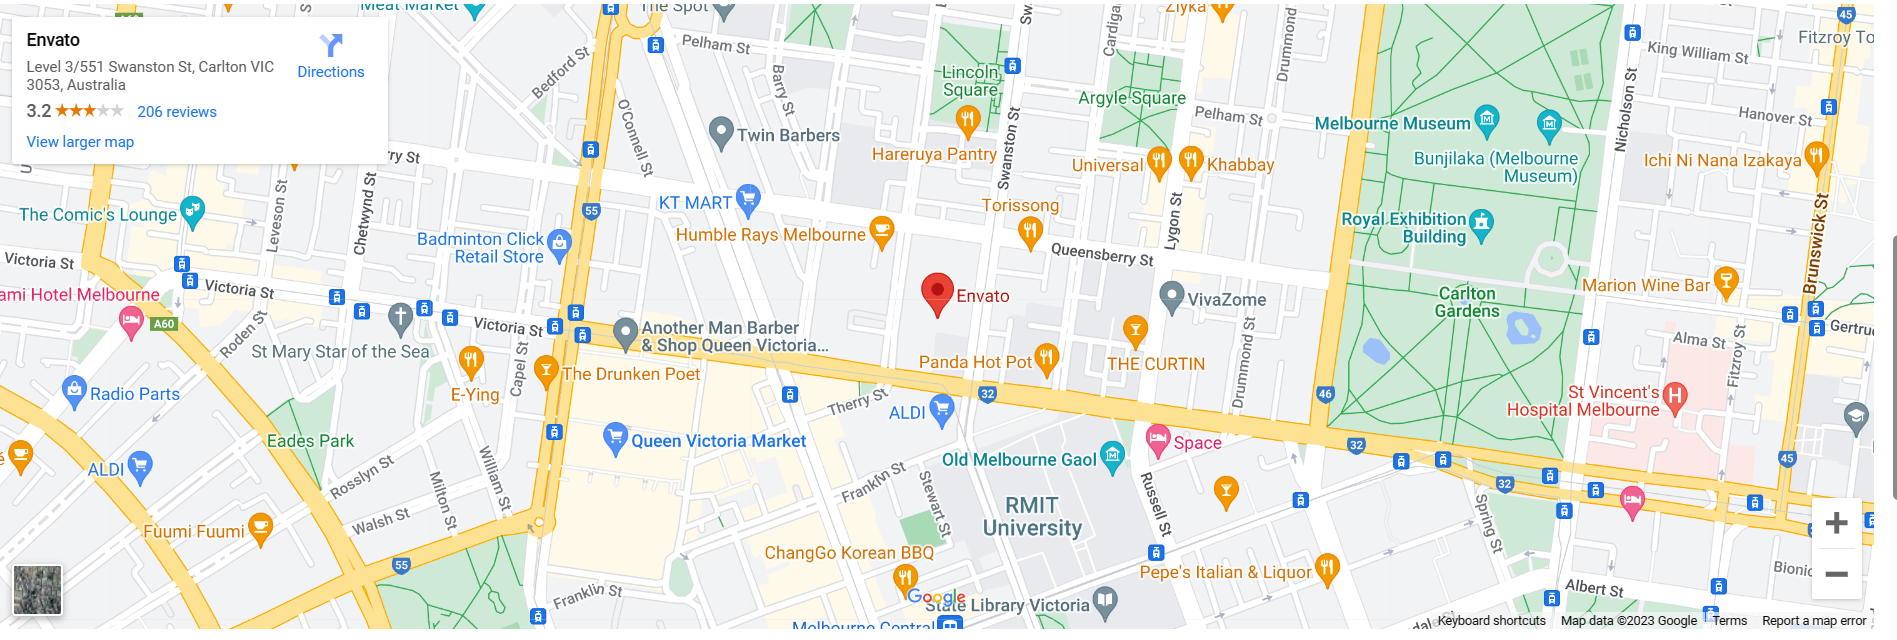 Meat Market
The Spot
Zlyka
45
Fitzroy To
Envato
Level 3/551 Swanston St, Carlton VIC
3053, Australia
3.2
206 reviews
View larger map
Directions
Pelham St
Bedford St
Barry St
Lincoln
Square
Cardiga
Drummond
King William St
Argyle Square
Pelham St
Hanover St
Nicholson St
O'Connell St
Twin Barbers
Swanston St
Melbourne Museum
Hareruya Pantry
Universal
Khabbay
Bunjilaka (Melbourne
Museum)
Ichi Ni Nana Izakaya
rry St
Leveson St
Chetwynd St
The Comic's Lounge
55
KT MART
Torissong
Lygon St
Royal Exhibition
Building
Brunswick St
Badminton Click
Retail Store
Humble Rays Melbourne
Queensberry St
Victoria St
Victoria St
Marion Wine Bar
ami Hotel Melbourne
Envato
VivaZome
Carlton
Gardens
A60
Roden St
Victoria St
Another Man Barber
& Shop Queen Victoria...
Gertruc
Alma St
Fitzroy St
St Mary Star of the Sea
Capel St
Panda Hot Pot
THE CURTIN
Drummond St
The Drunken Poet
E-Ying
Radio Parts
Therry St
32
46
St Vincent's
Hospital Melbourne
ALDI
Eades Park
Queen Victoria Market
Space
32
45
ALDI
Old Melbourne Gaol
Rosslyn St
William St
Milton St
Franklin St
Stewart St
Russell St
32
RMIT
University
Walsh St
Spring St
Fuumi Fuumi
ChangGo Korean BBQ
55
Pepe's Italian & Liquor
Bionic
Franklin St
Google
State Library Victoria
Albert St
Melbourne Central
Keyboard shortcuts
Map data ©2023 Google
Terms
Report a map error